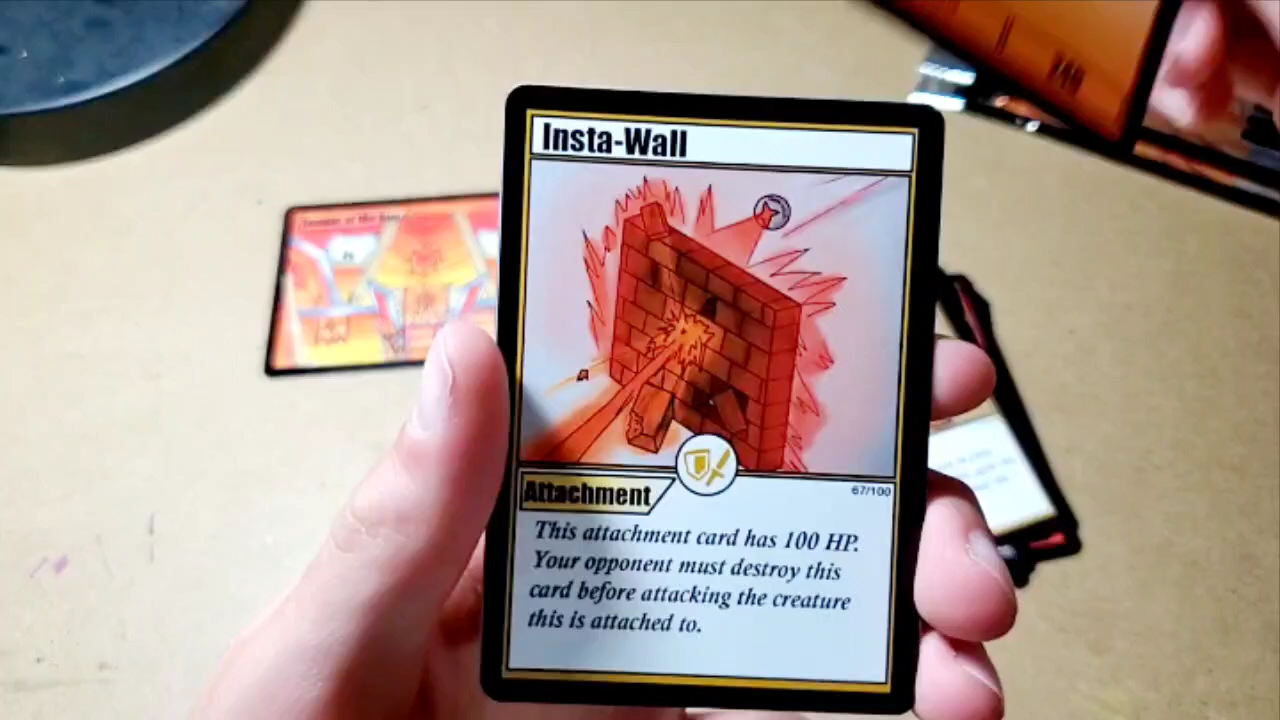 Insta-Wall
Attachment
67/100
This attachment card has 100 HP.
Your opponent must destroy this
card before attacking the creature
this is attached to.